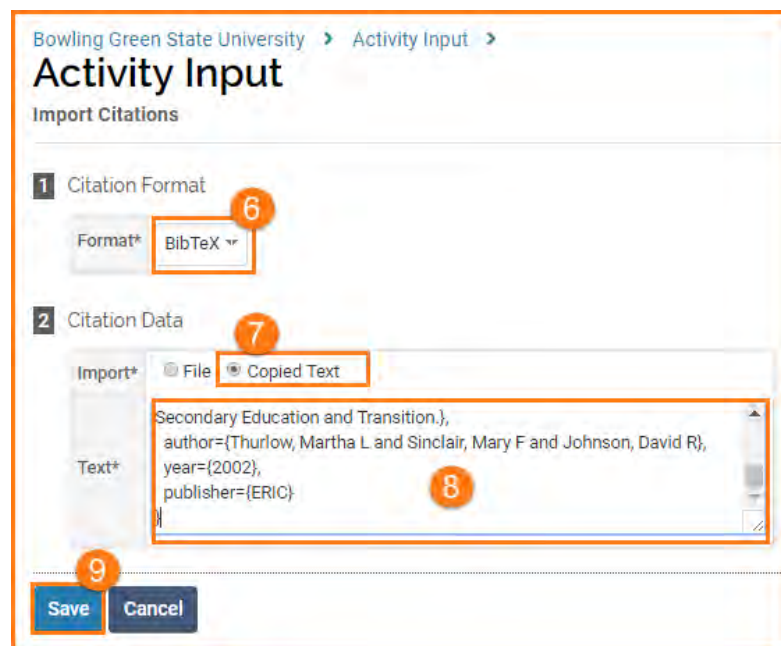 Bowling Green State University > Activity Input >
Activity Input
Import Citations
1 Citation Format
6
Format* BibTeX
2 Citation Data
7
Import* File Copied Text
Secondary Education and Transition.},
author={Thurlow, Martha L and Sinclair, Mary F and Johnson, David R},
Text* year={2002},
publisher={ERIC} 8
}
9
Save Cancel